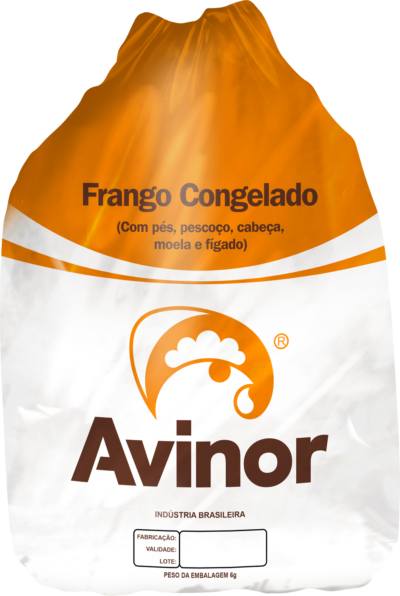 Frango Congelado
(Com pés, pescoço, cabeça,
moela e fígado)
®
Avinor
INDÚSTRIA BRASILEIRA
FABRICAÇÃO:
VALIDADE:
LOTE:
PESO DA EMBALAGEM 6g